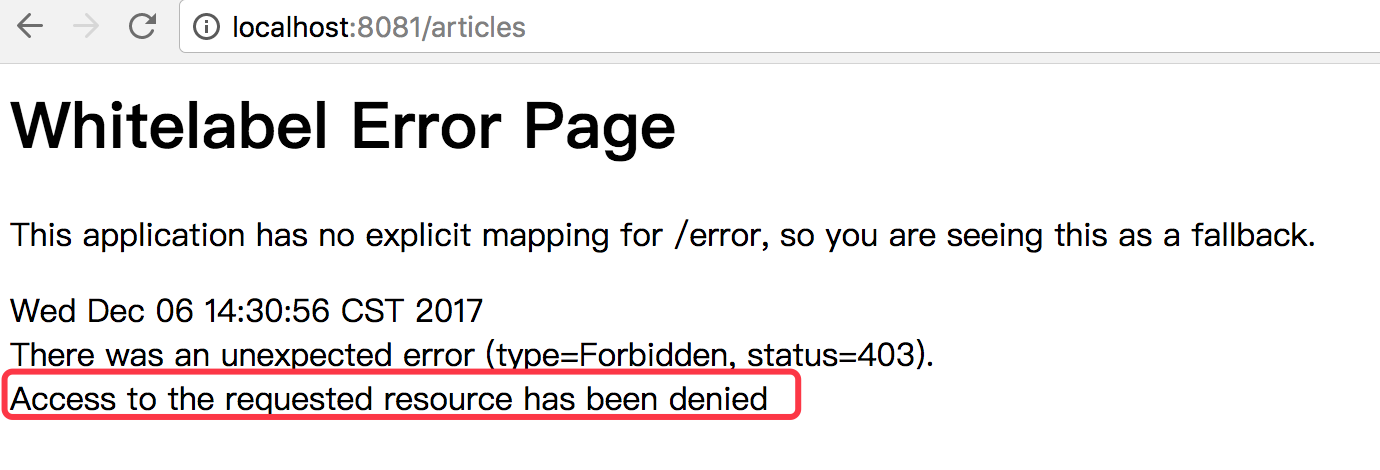 localhost:8081/articles
Whitelabel Error Page
This application has no explicit mapping for /error, so you are seeing this as a fallback.
Wed Dec 06 14:30:56 CST 2017
There was an unexpected error (type=Forbidden, status=403).
Access to the requested resource has been denied